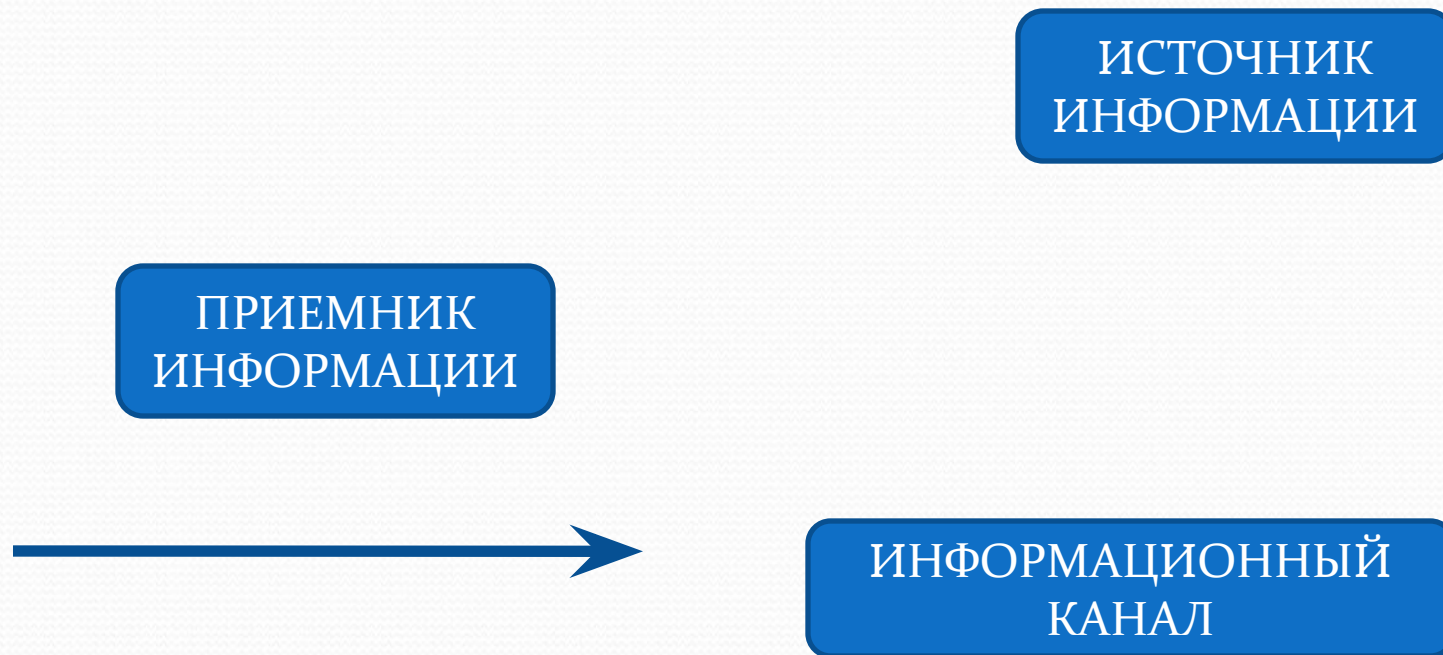 ИСТОЧНИК
ИНФОРМАЦИИ
ПРИЕМНИК
ИНФОРМАЦИИ
ИНФОРМАЦИОННЫЙ
КАНАЛ